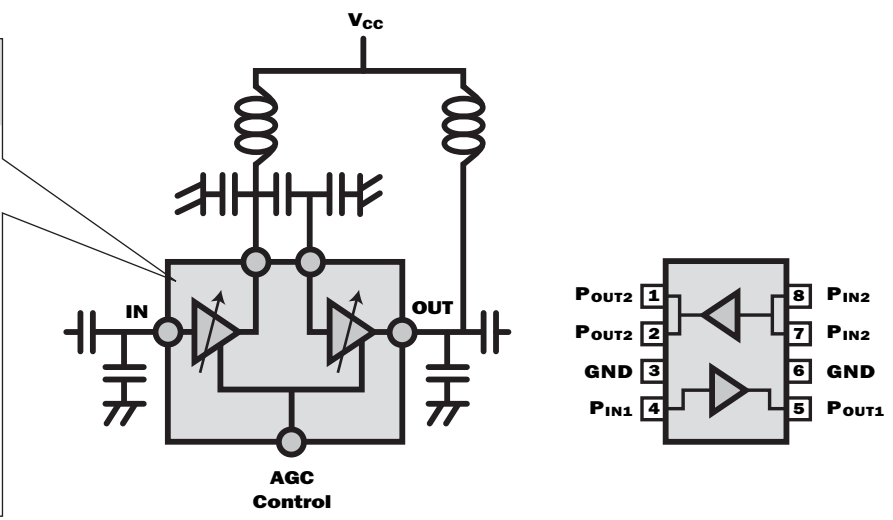 VCC
IN
OUT
AGC
Control
POUT2 1
8 PIN2
POUT2 2
7 PIN2
GND 3
6 GND
PIN1 4
5 POUT1